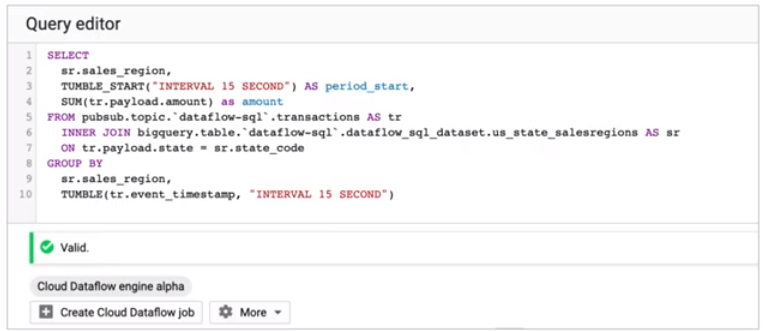 Query editor
1 SELECT
2 sr.sales_region,
3 TUMBLE_START("INTERVAL 15 SECOND") AS period_start,
4 SUM(tr.payload.amount) as amount
5 FROM pubsub.topic.`dataflow-sql`.transactions AS tr
6 INNER JOIN bigquery.table.`dataflow-sql`.dataflow_sql_dataset.us_state_salesregions AS sr
7 ON tr.payload.state = sr.state_code
8 GROUP BY
9 sr.sales_region,
10 TUMBLE(tr.event_timestamp, "INTERVAL 15 SECOND")
Valid.
Cloud Dataflow engine alpha
Create Cloud Dataflow job More